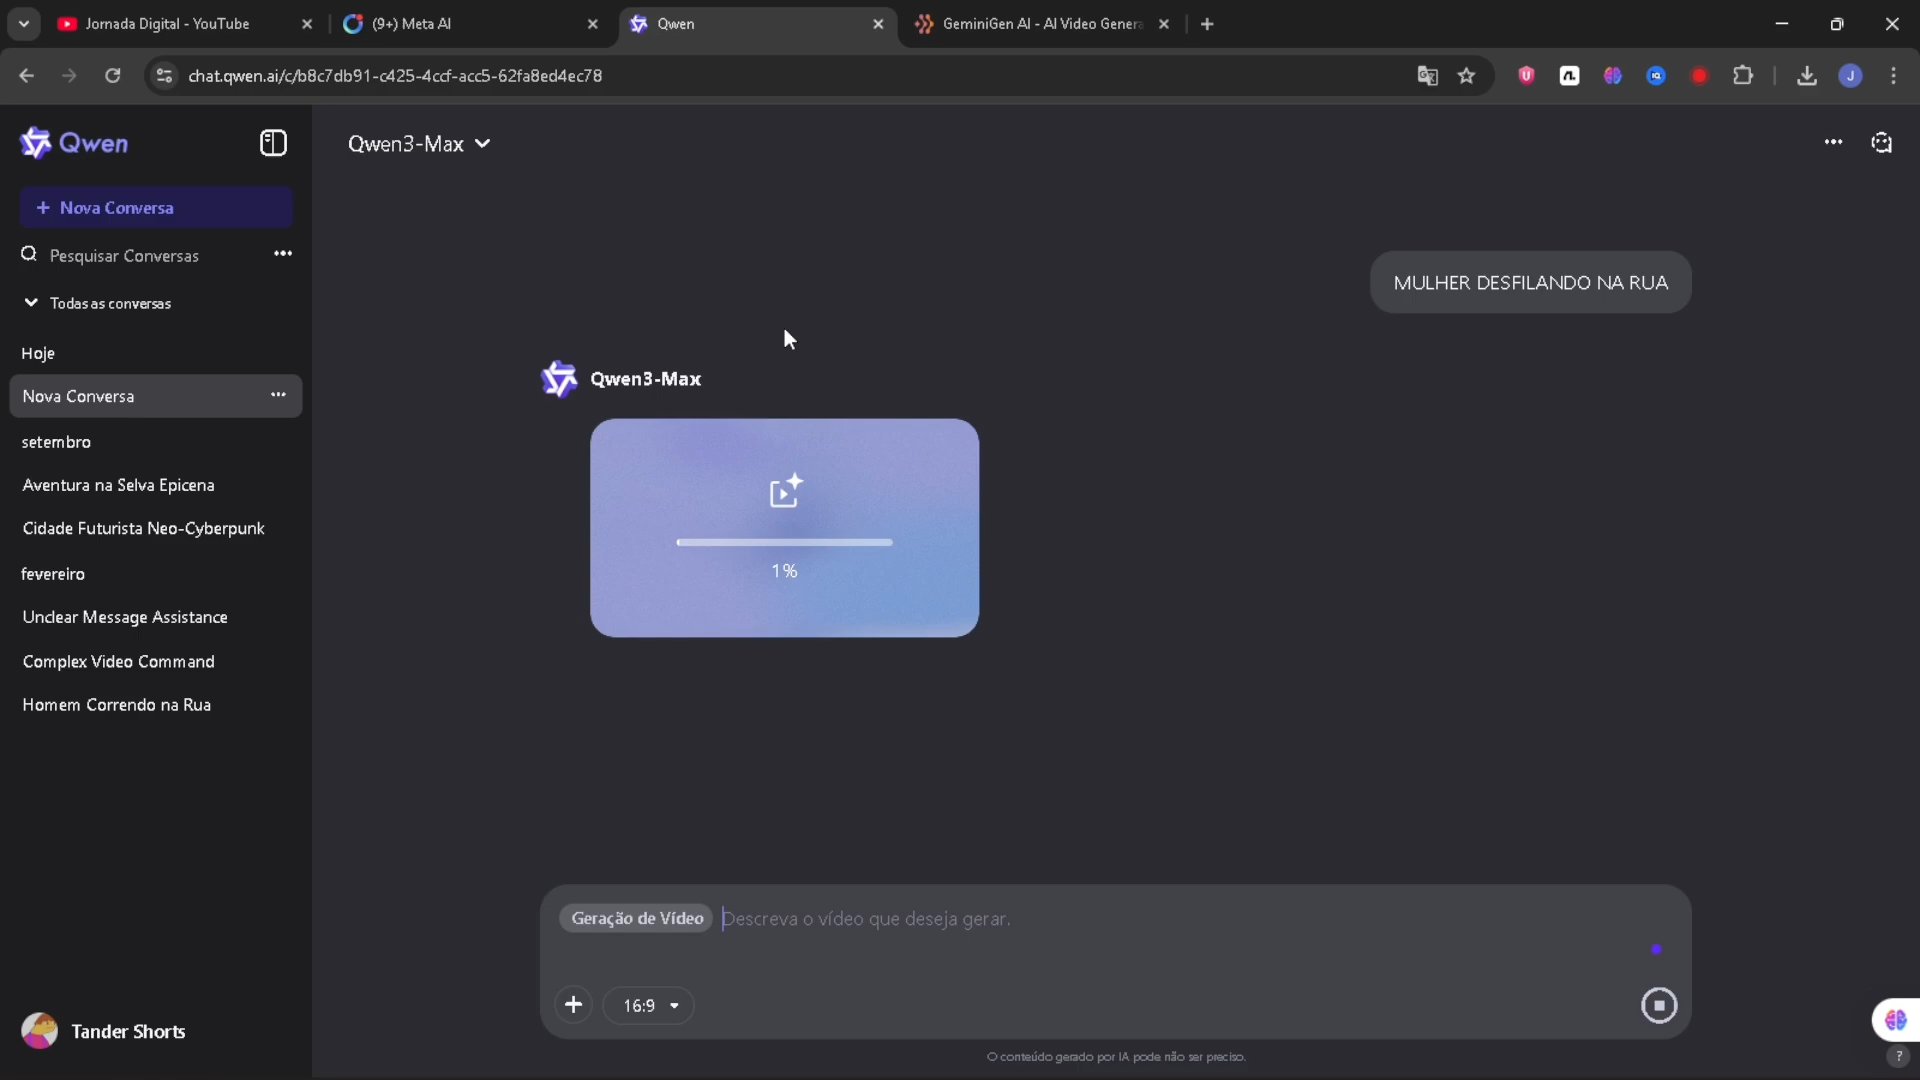 Jornada Digital - YouTube
(9+) Meta AI
Qwen
GeminiGen AI - AI Video Genera
chat.qwen.ai/c/b8c7db91-c425-4ccf-acc5-62fa8ed4ec78
J
Qwen
Qwen3-Max
+ Nova Conversa
Pesquisar Conversas
Todas as conversas
Hoje
Nova Conversa
setembro
Aventura na Selva Epicena
Cidade Futurista Neo-Cyberpunk
fevereiro
Unclear Message Assistance
Complex Video Command
Homem Correndo na Rua
Tander Shorts
MULHER DESFILANDO NA RUA
Qwen3-Max
1%
Geração de Vídeo Descreva o vídeo que deseja gerar.
16:9
O conteúdo gerado por IA pode não ser preciso.
?